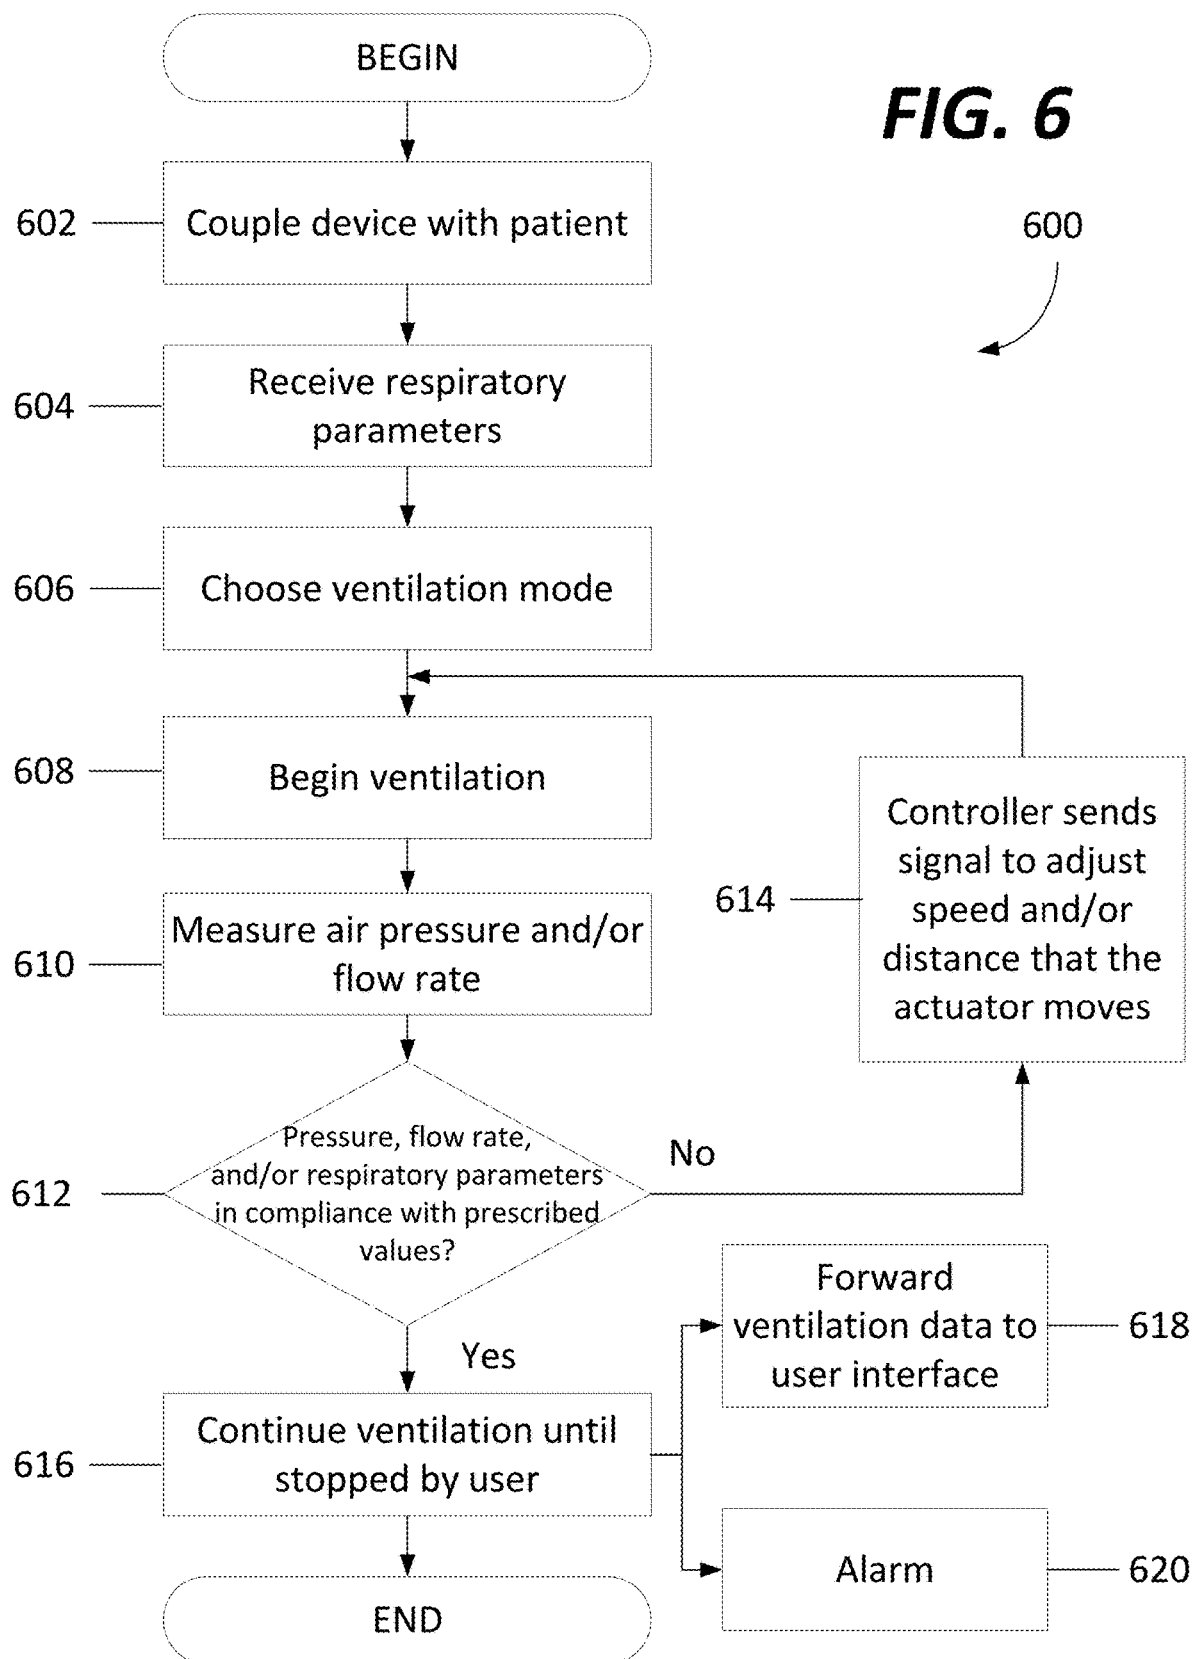 BEGIN
FIG. 6
602
Couple device with patient
600
604
Receive respiratory
parameters
606
Choose ventilation mode
608
Begin ventilation
614
Controller sends
signal to adjust
speed and/or
distance that the
actuator moves
610
Measure air pressure and/or
flow rate
612
Pressure, flow rate,
and/or respiratory parameters
in compliance with prescribed
values?
No
Yes
Forward
ventilation data to
user interface
618
616
Continue ventilation until
stopped by user
Alarm
620
END